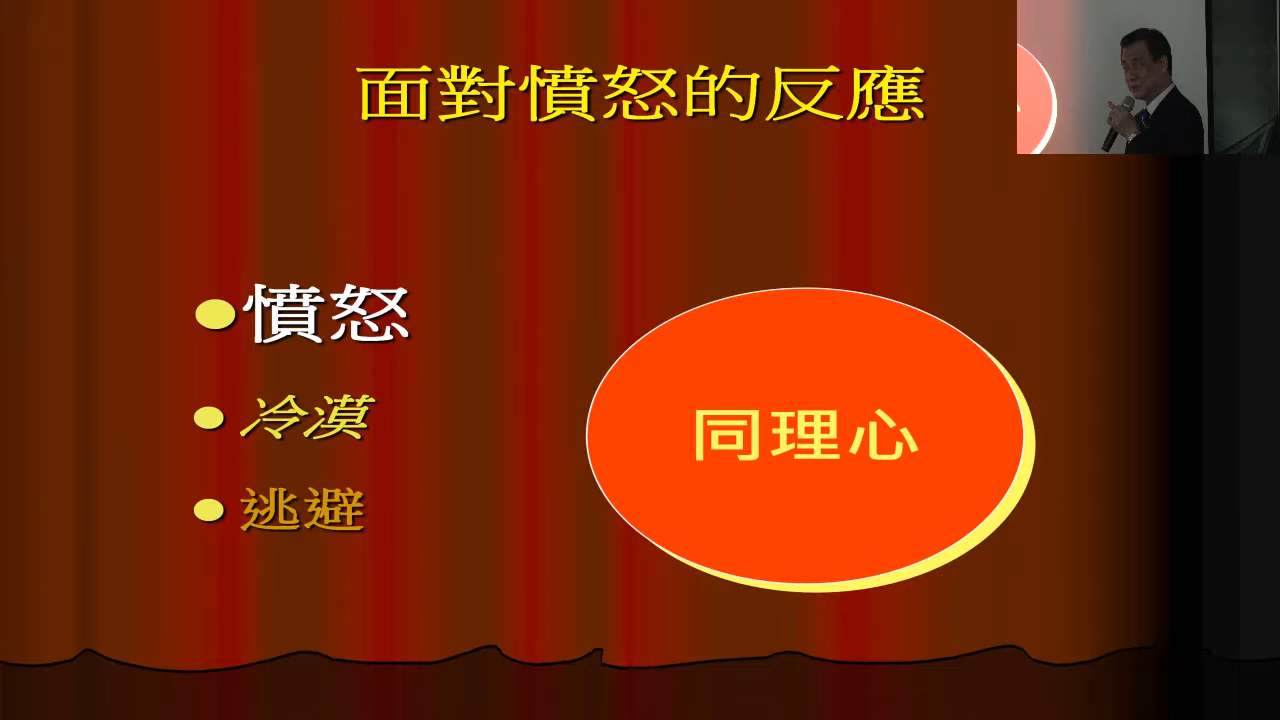 面對憤怒的反應
憤怒
冷漠
逃避
同理心